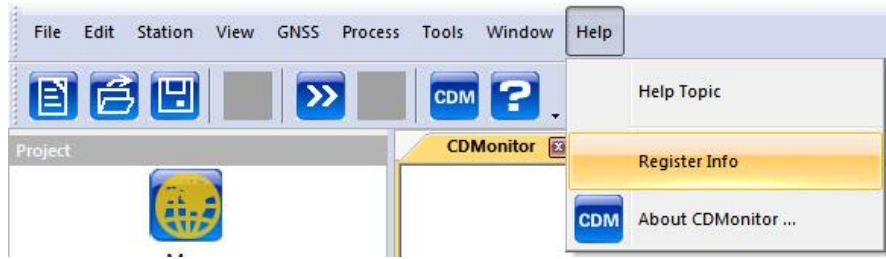 File Edit Station View GNSS Process Tools Window Help
CDM ?
Help Topic
Project
CDMonitor
Register Info
CDM About CDMonitor ...